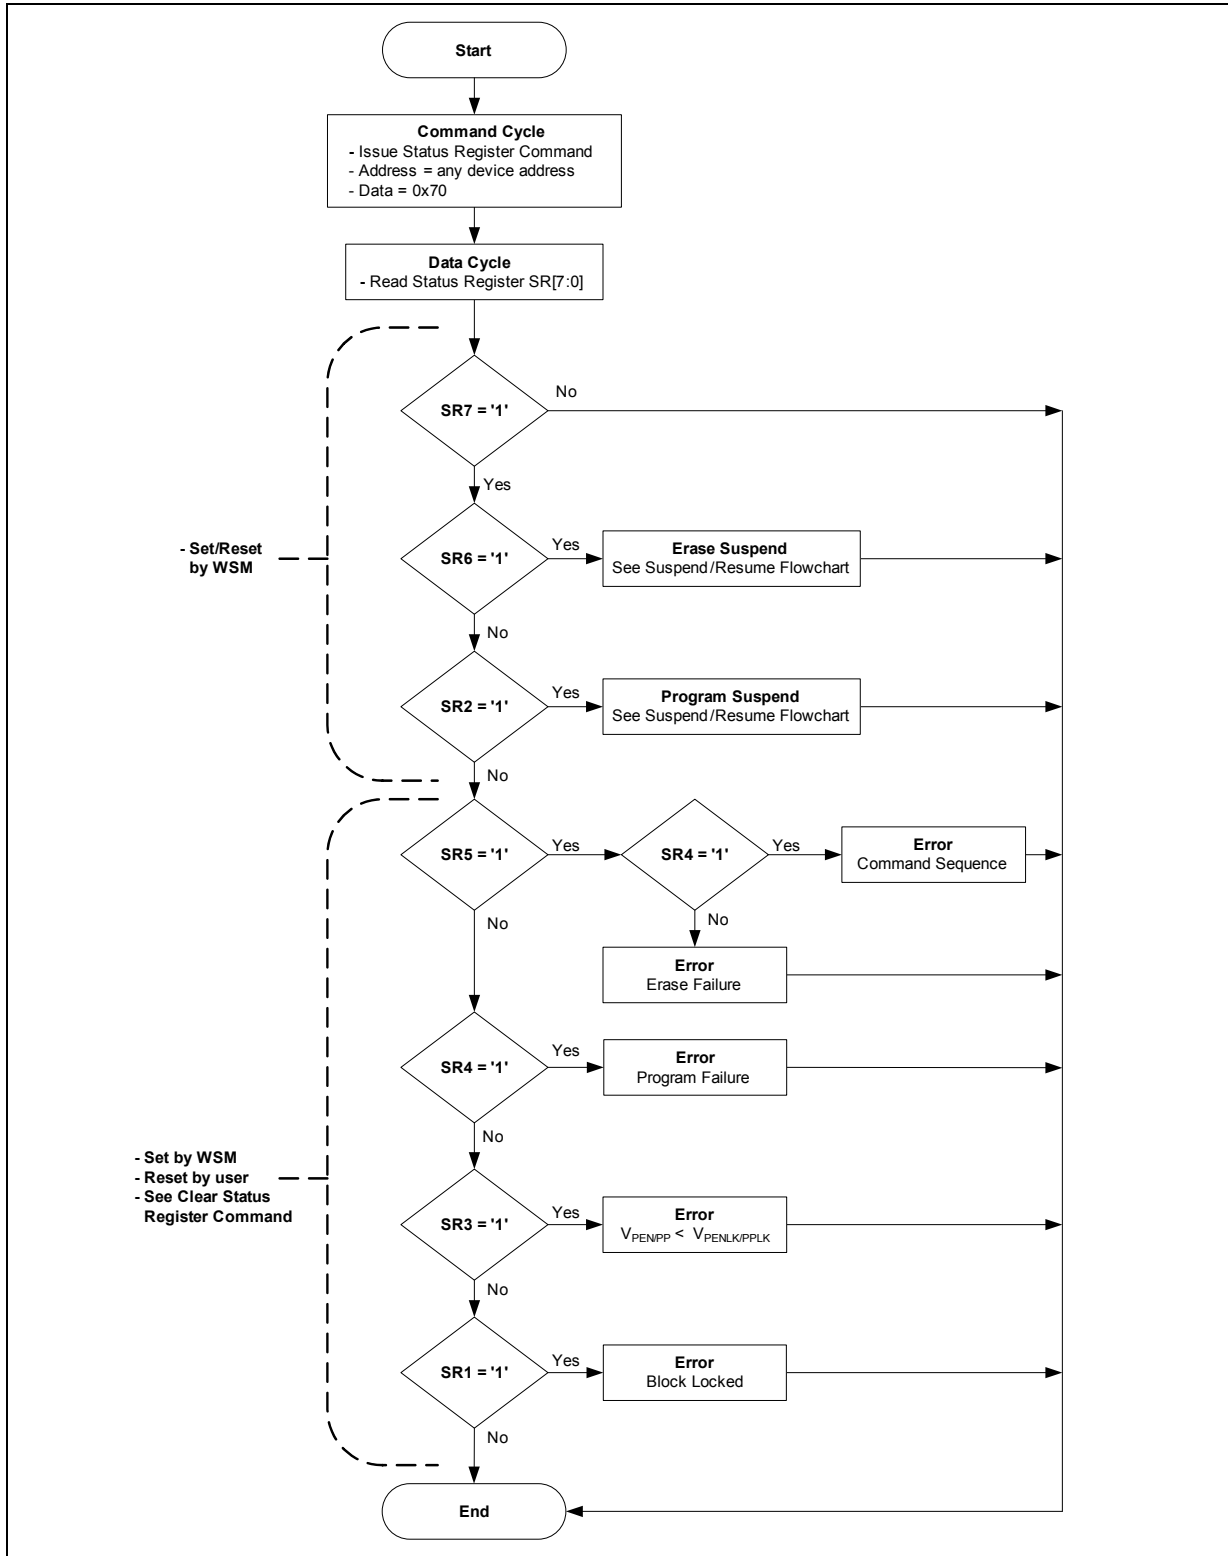 Start
Command Cycle
- Issue Status Register Command
- Address = any device address
- Data = 0x70
Data Cycle
- Read Status Register SR[7:0]
SR7 = '1'
No
Yes
- Set/Reset
by WSM
SR6 = '1'
Yes
Erase Suspend
See Suspend/Resume Flowchart
No
SR2 = '1'
Yes
Program Suspend
See Suspend/Resume Flowchart
No
SR5 = '1'
Yes
SR4 = '1'
Yes
Error
Command Sequence
No
No
Error
Erase Failure
SR4 = '1'
Yes
Error
Program Failure
No
- Set by WSM
- Reset by user
- See Clear Status
Register Command
SR3 = '1'
Yes
Error
VPEN/PP < VPENLK/PPLK
No
SR1 = '1'
Yes
Error
Block Locked
No
End